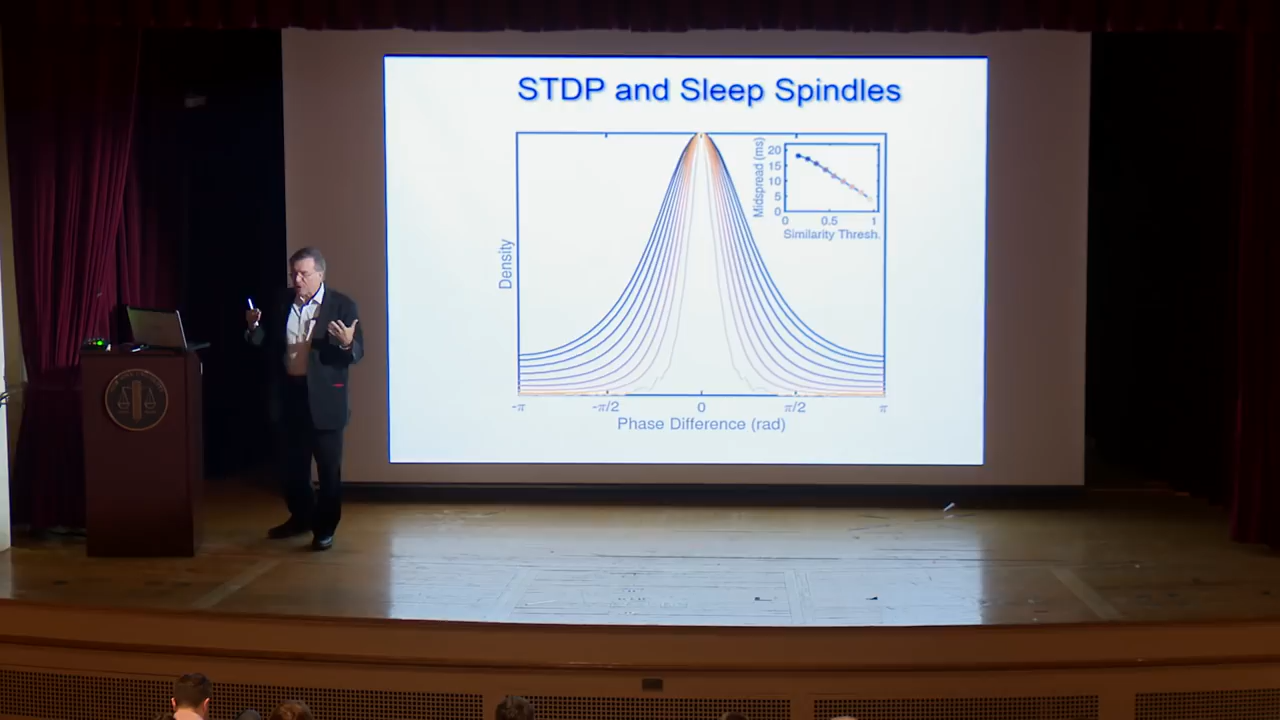 STDP and Sleep Spindles
Density
-π
-π/2
0
π/2
π
Phase Difference (rad)
Midspread (ms)
20
15
10
5
0
0
0.5
1
Similarity Thresh.